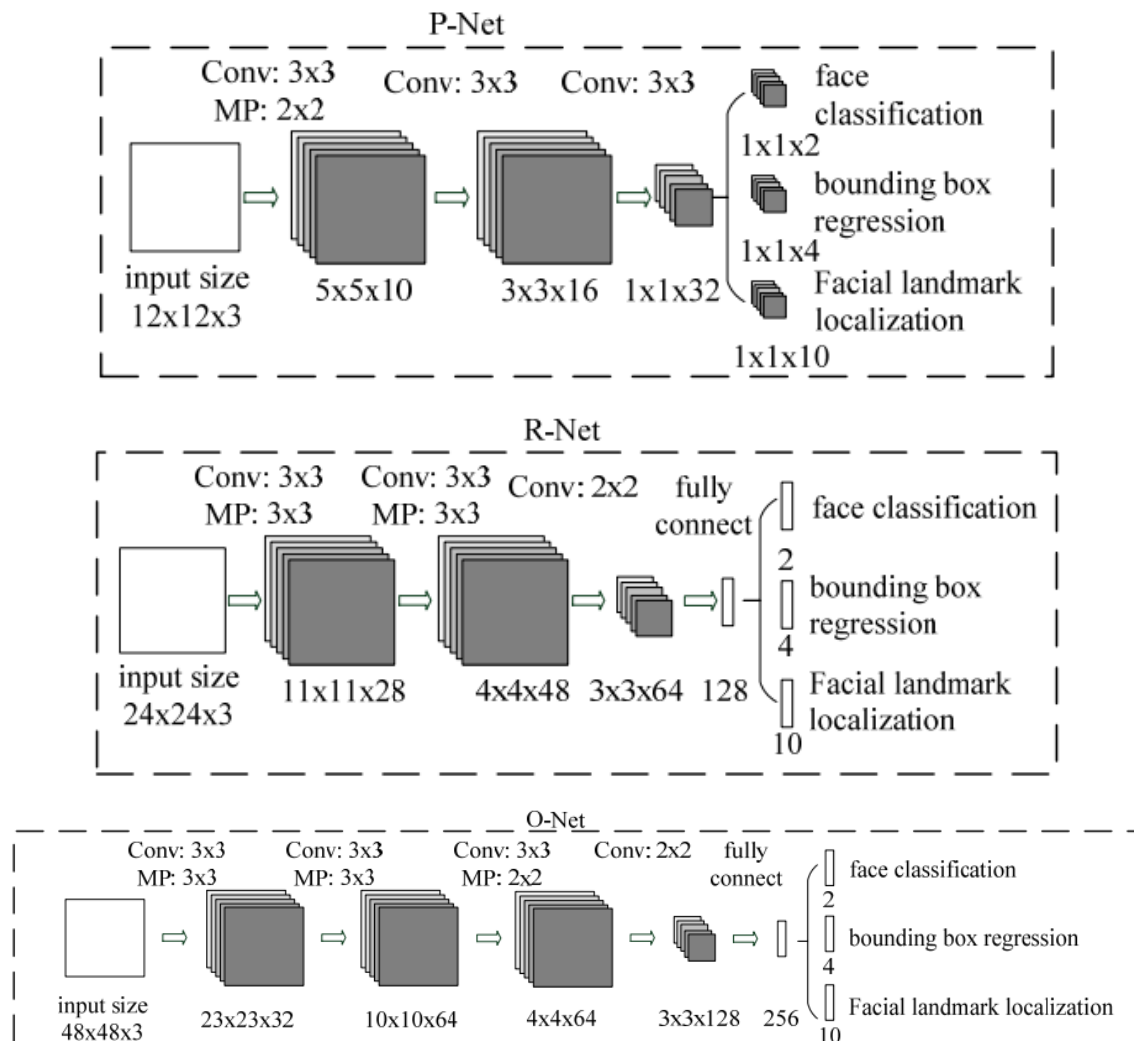 P-Net
Conv: 3x3
MP: 2x2
Conv: 3x3
Conv: 3x3
face
classification
1x1x2
bounding box
regression
1x1x4
Facial landmark
localization
1x1x10
input size
12x12x3
5x5x10
3x3x16
1x1x32
R-Net
Conv: 3x3
MP: 3x3
Conv: 3x3
MP: 3x3
Conv: 2x2
fully
connect
face classification
2
bounding box
regression
4
Facial landmark
localization
10
input size
24x24x3
11x11x28
4x4x48
3x3x64
128
O-Net
Conv: 3x3
MP: 3x3
Conv: 3x3
MP: 3x3
Conv: 3x3
MP: 2x2
Conv: 2x2
fully
connect
face classification
2
bounding box regression
4
Facial landmark localization
10
input size
48x48x3
23x23x32
10x10x64
4x4x64
3x3x128
256